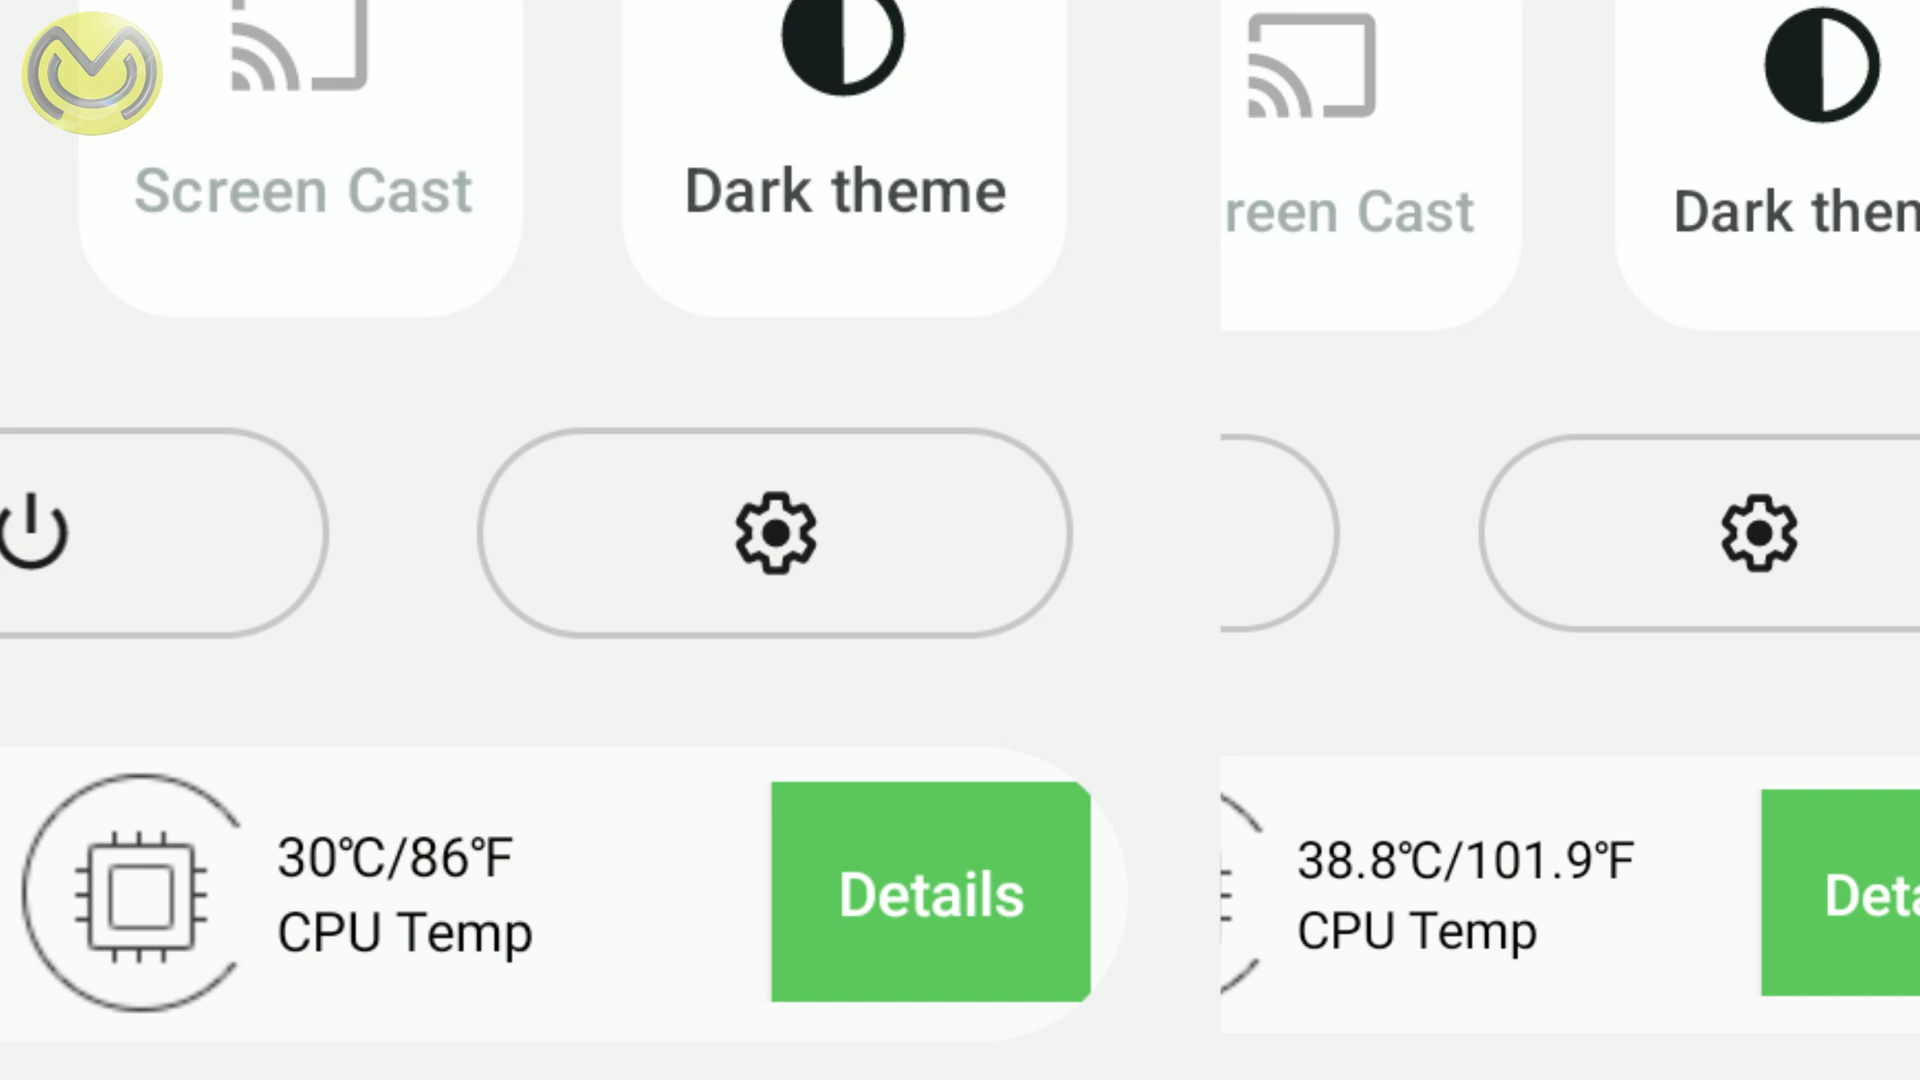 Screen Cast
Dark theme
30℃/86℉
CPU Temp
Details
reen Cast
Dark then
38.8℃/101.9℉
CPU Temp
Deta